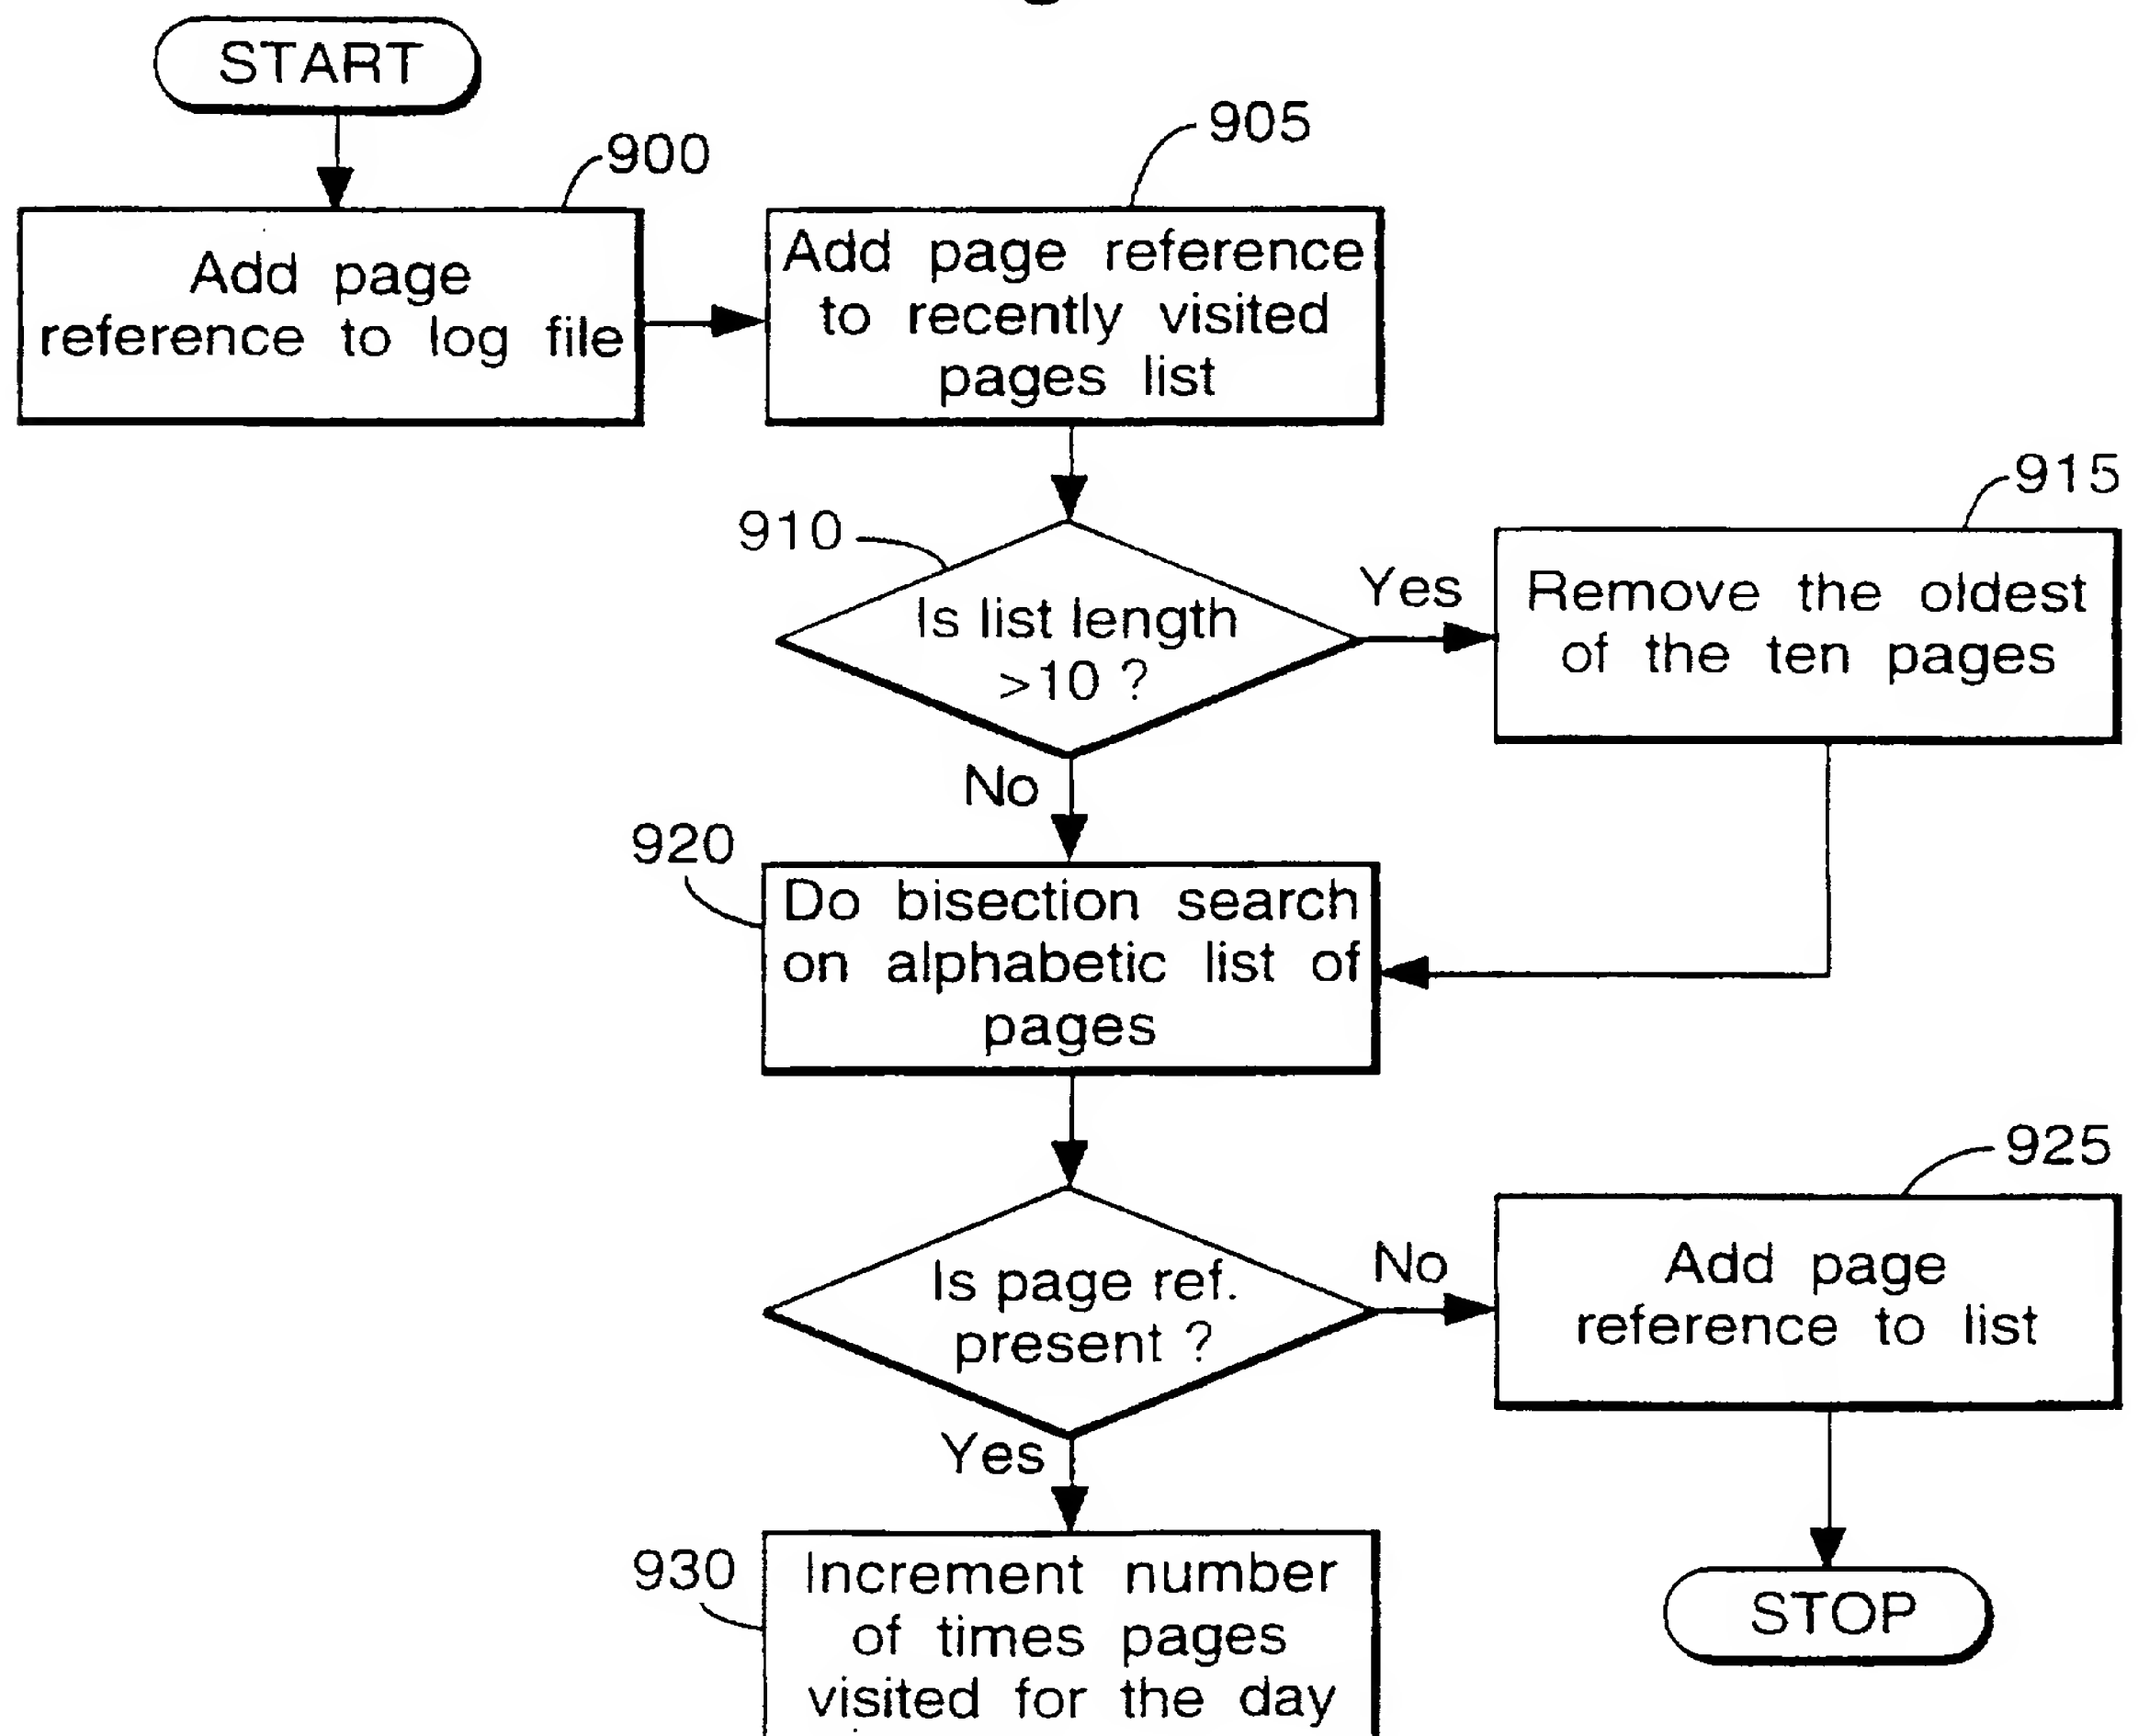 START
900
Add page
reference to log file
905
Add page reference
to recently visited
pages list
910
Is list length
>10 ?
Yes
915
Remove the oldest
of the ten pages
No
920
Do bisection search
on alphabetic list of
pages
Is page ref.
present ?
No
925
Add page
reference to list
Yes
930
Increment number
of times pages
visited for the day
STOP